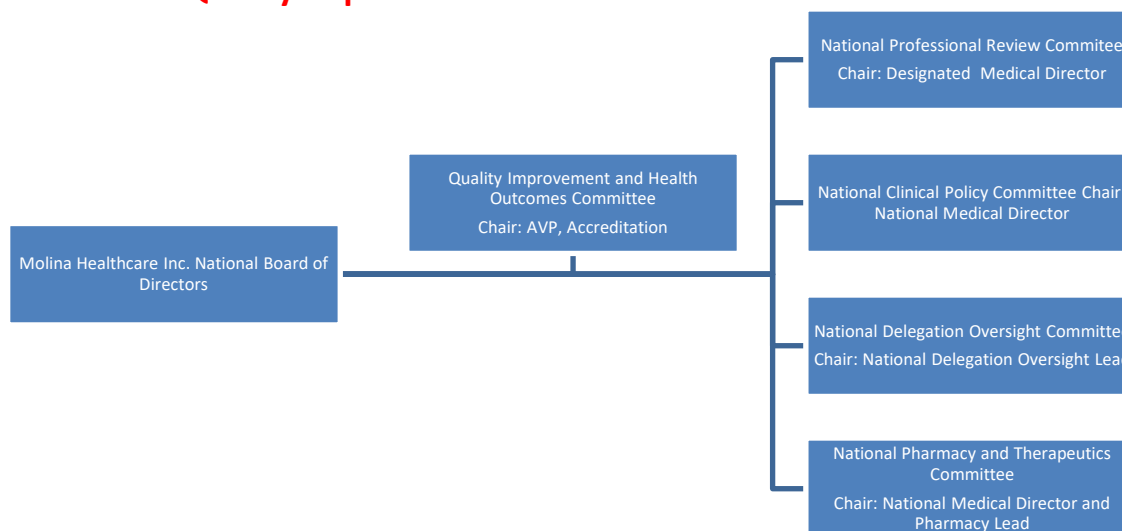 Molina Healthcare Inc. National Board of
Directors
Quality Improvement and Health
Outcomes Committee
Chair: AVP, Accreditation
National Professional Review Commitee
Chair: Designated Medical Director
National Clinical Policy Committee Chair
National Medical Director
National Delegation Oversight Committe
Chair: National Delegation Oversight Lea
National Pharmacy and Therapeutics
Committee
Chair: National Medical Director and
Pharmacy Lead